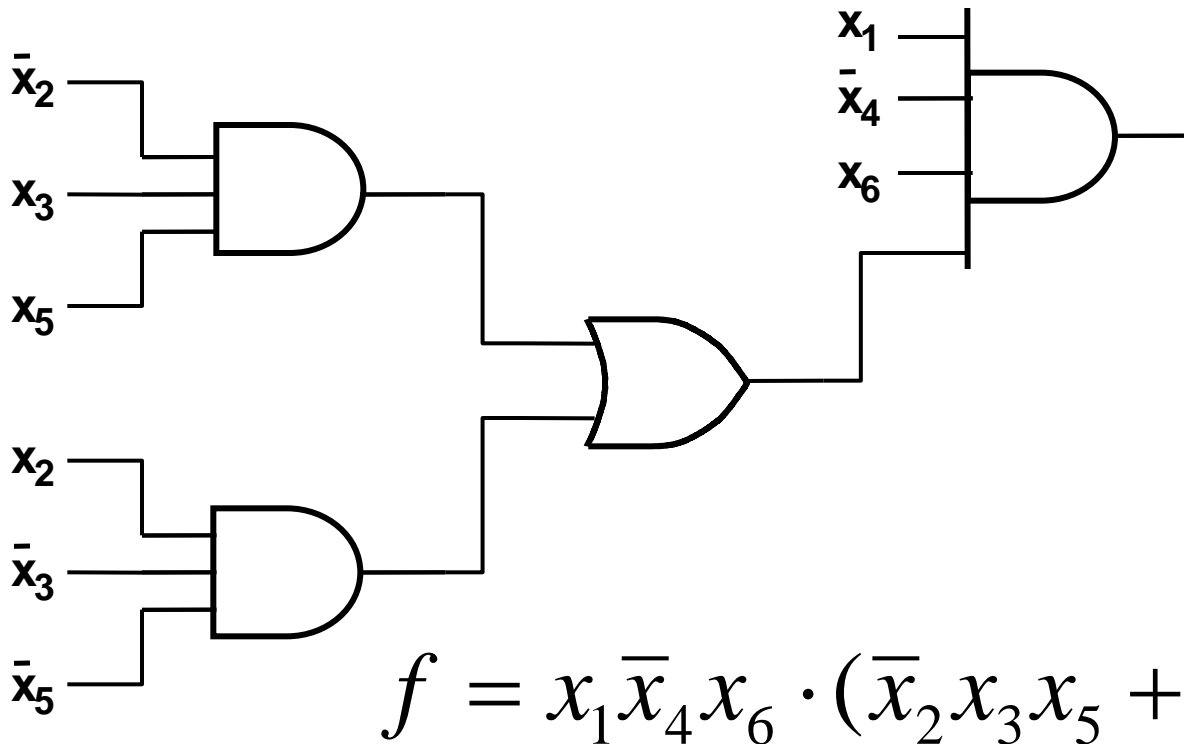 x̄₂
x₃
x₅
x₂
x̄₃
x̄₅
x₁
x̄₄
x₆
f = x₁x̄₄x₆ · (x̄₂x₃x₅ +